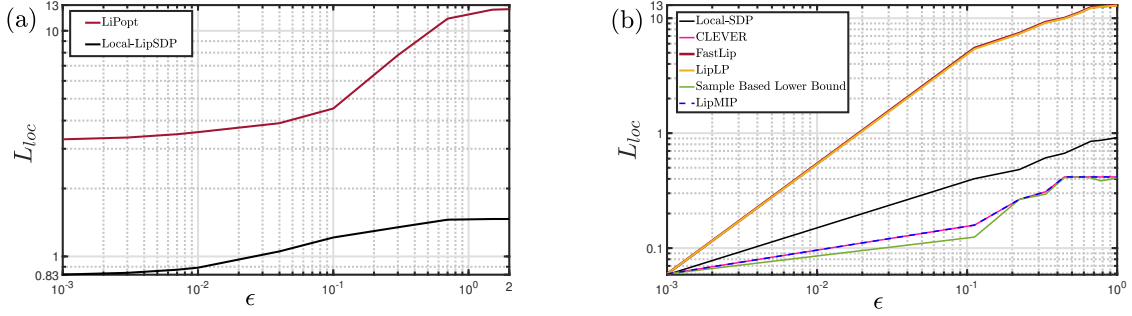 (a)
13
10
1
0.83
L_loc
LiPopt
Local-LipSDP
10^-3
10^-2
10^-1
10^0
2
ϵ
(b)
13
10
1
0.1
L_loc
Local-SDP
CLEVER
FastLip
LipLP
Sample Based Lower Bound
LipMIP
10^-3
10^-2
10^-1
10^0
ϵ